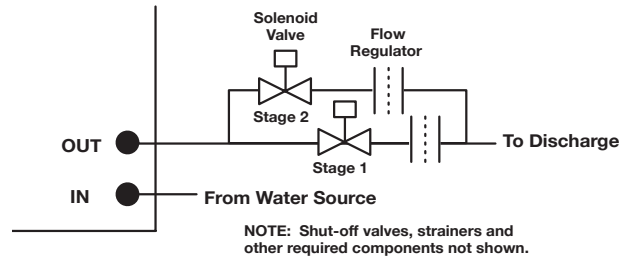 Solenoid
Valve
Flow
Regulator
Stage 2
OUT
To Discharge
Stage 1
IN
From Water Source
NOTE: Shut-off valves, strainers and
other required components not shown.